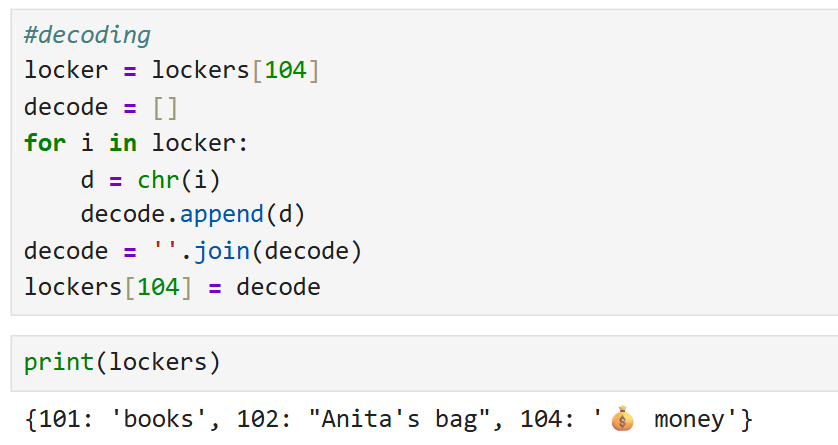 #decoding
locker = lockers[104]
decode = []
for i in locker:
    d = chr(i)
    decode.append(d)
decode = ''.join(decode)
lockers[104] = decode
print(lockers)
{101: 'books', 102: "Anita's bag", 104: '💰 money'}